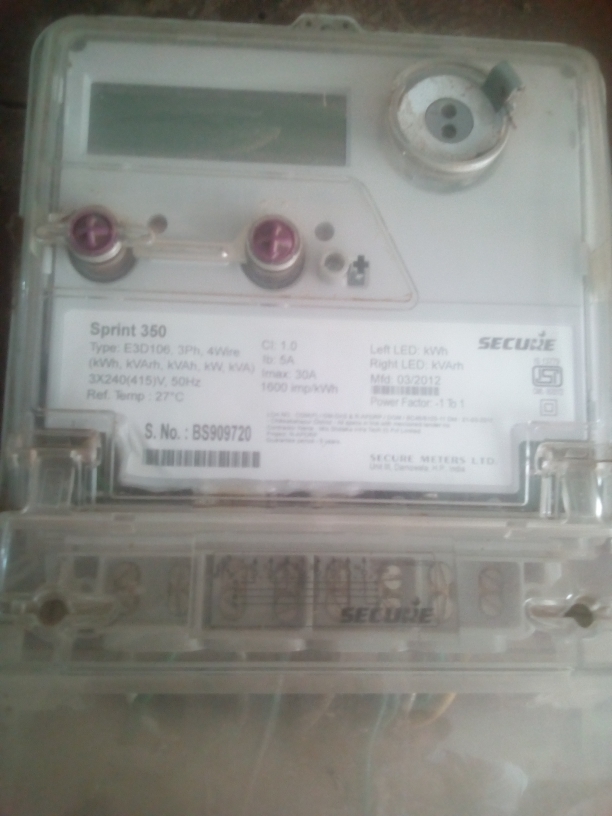 Sprint 350
Type: E3D106, 3Ph, 4Wire
(kWh, kVArh, kVAh, kW, kVA)
3X240(415)V, 50Hz
Ref. Temp : 27°C
S. No. : BS909720
Cl. 1.0
Ib: 5A
Imax: 30A
1600 imp/kWh
Left LED: kWh
Right LED: kVArh
Mfd. 03/2012
Power Factor: -1 To 1
SECURE
SECURE METERS LTD.
India
SECURE